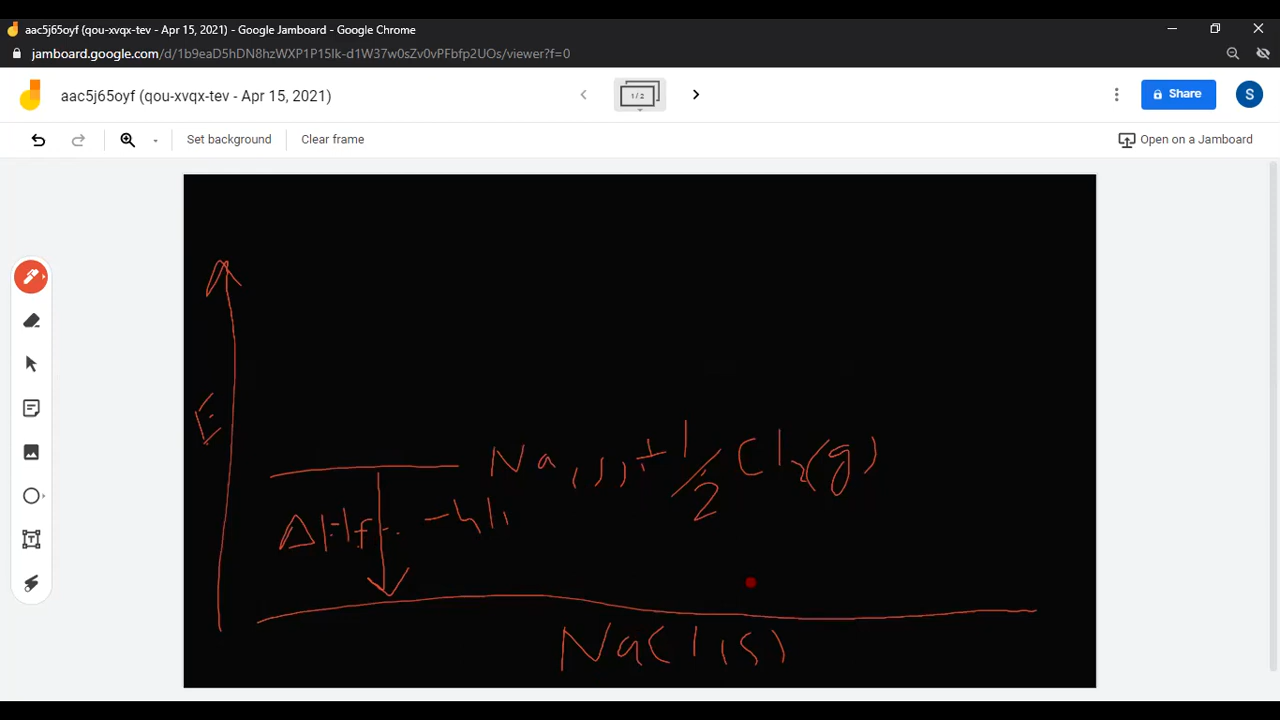 aac5j65oyf (qou-xvqx-tev - Apr 15, 2021) - Google Jamboard - Google Chrome
jamboard.google.com/d/1b9eaD5hDN8hzWXP1P15Ik-d1W37w0sZv0vPFbfp2UOs/viewer?f=0
aac5j65oyf (qou-xvqx-tev - Apr 15, 2021)
1/2
Share
S
Set background
Clear frame
Open on a Jamboard
E
Na(s) + 1/2 Cl2(g)
ΔHf -411
NaCl(s)